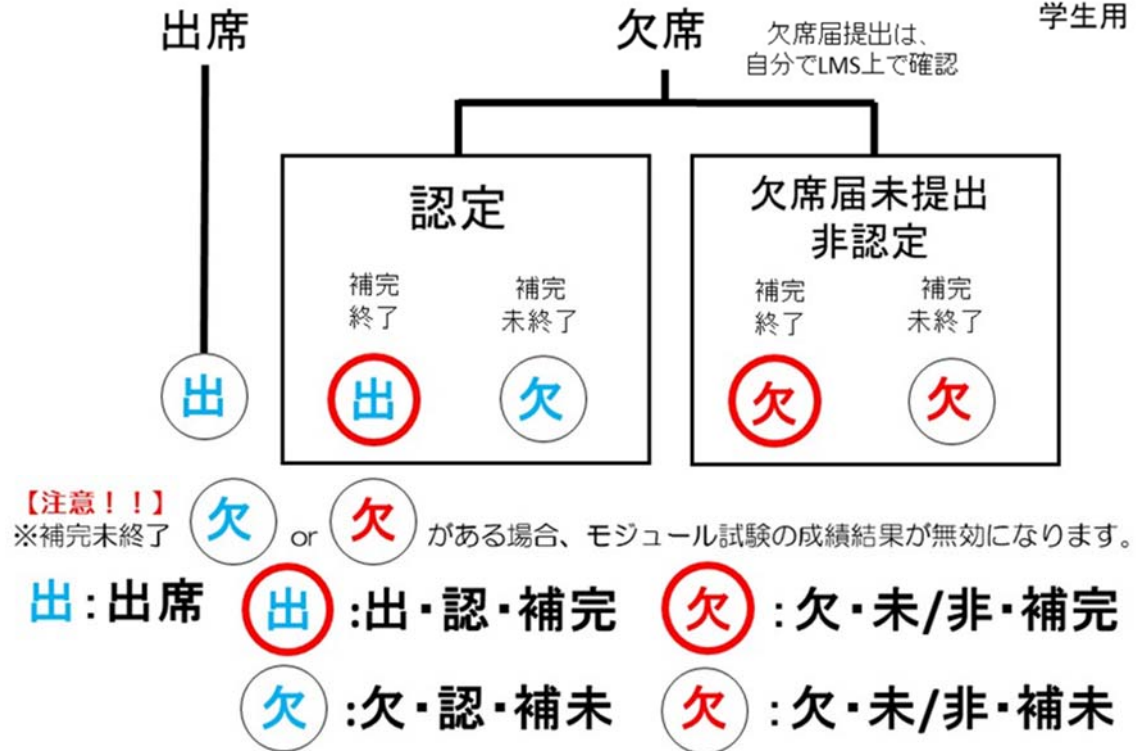 学生用
出席
欠席
欠席届提出は、
自分でLMS上で確認
認定
補完
終了
補完
未終了
欠席届未提出
非認定
補完
終了
補完
未終了
出
出
欠
欠
欠
【注意！！】
※補完未終了 欠 or 欠 がある場合、モジュール試験の成績結果が無効になります。
出：出席 出：出・認・補完 欠：欠・未/非・補完
欠：欠・認・補未 欠：欠・未/非・補未